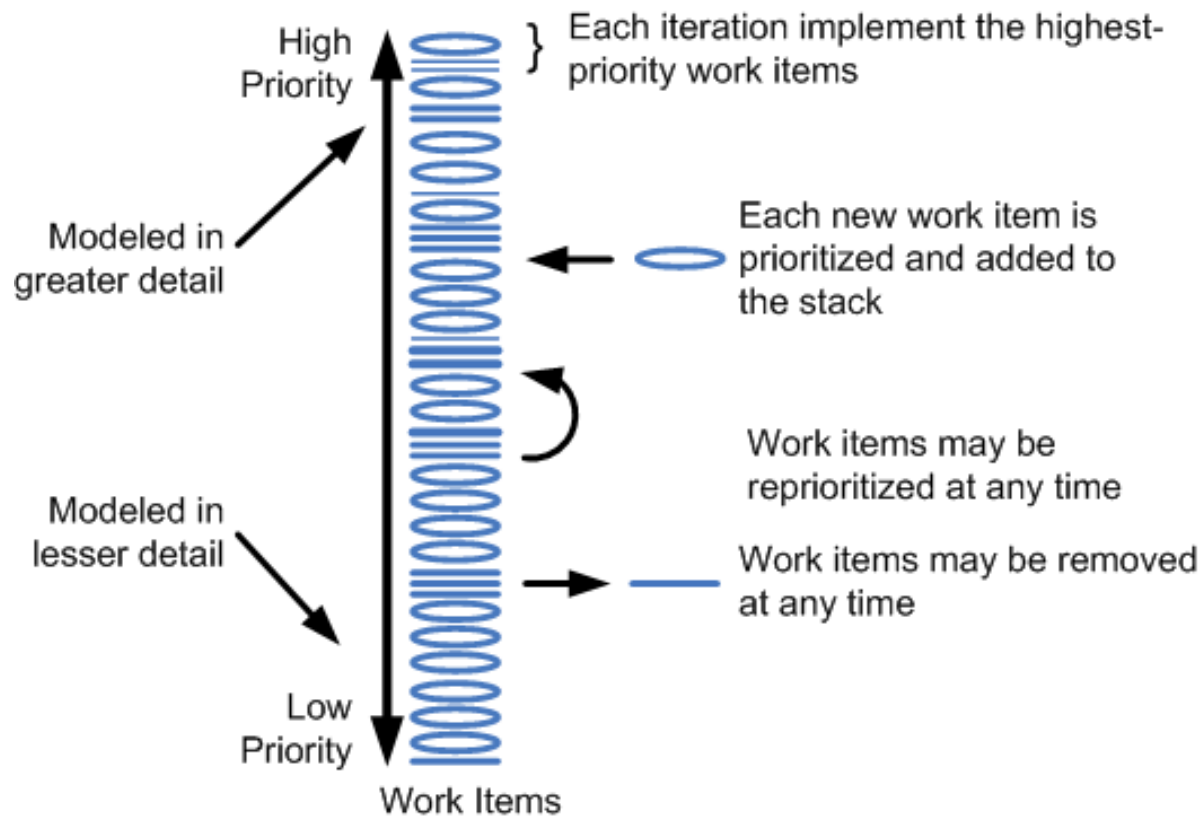 High
Priority
Each iteration implement the highest-
priority work items
Modeled in
greater detail
Each new work item is
prioritized and added to
the stack
Work items may be
reprioritized at any time
Modeled in
lesser detail
Work items may be removed
at any time
Low
Priority
Work Items